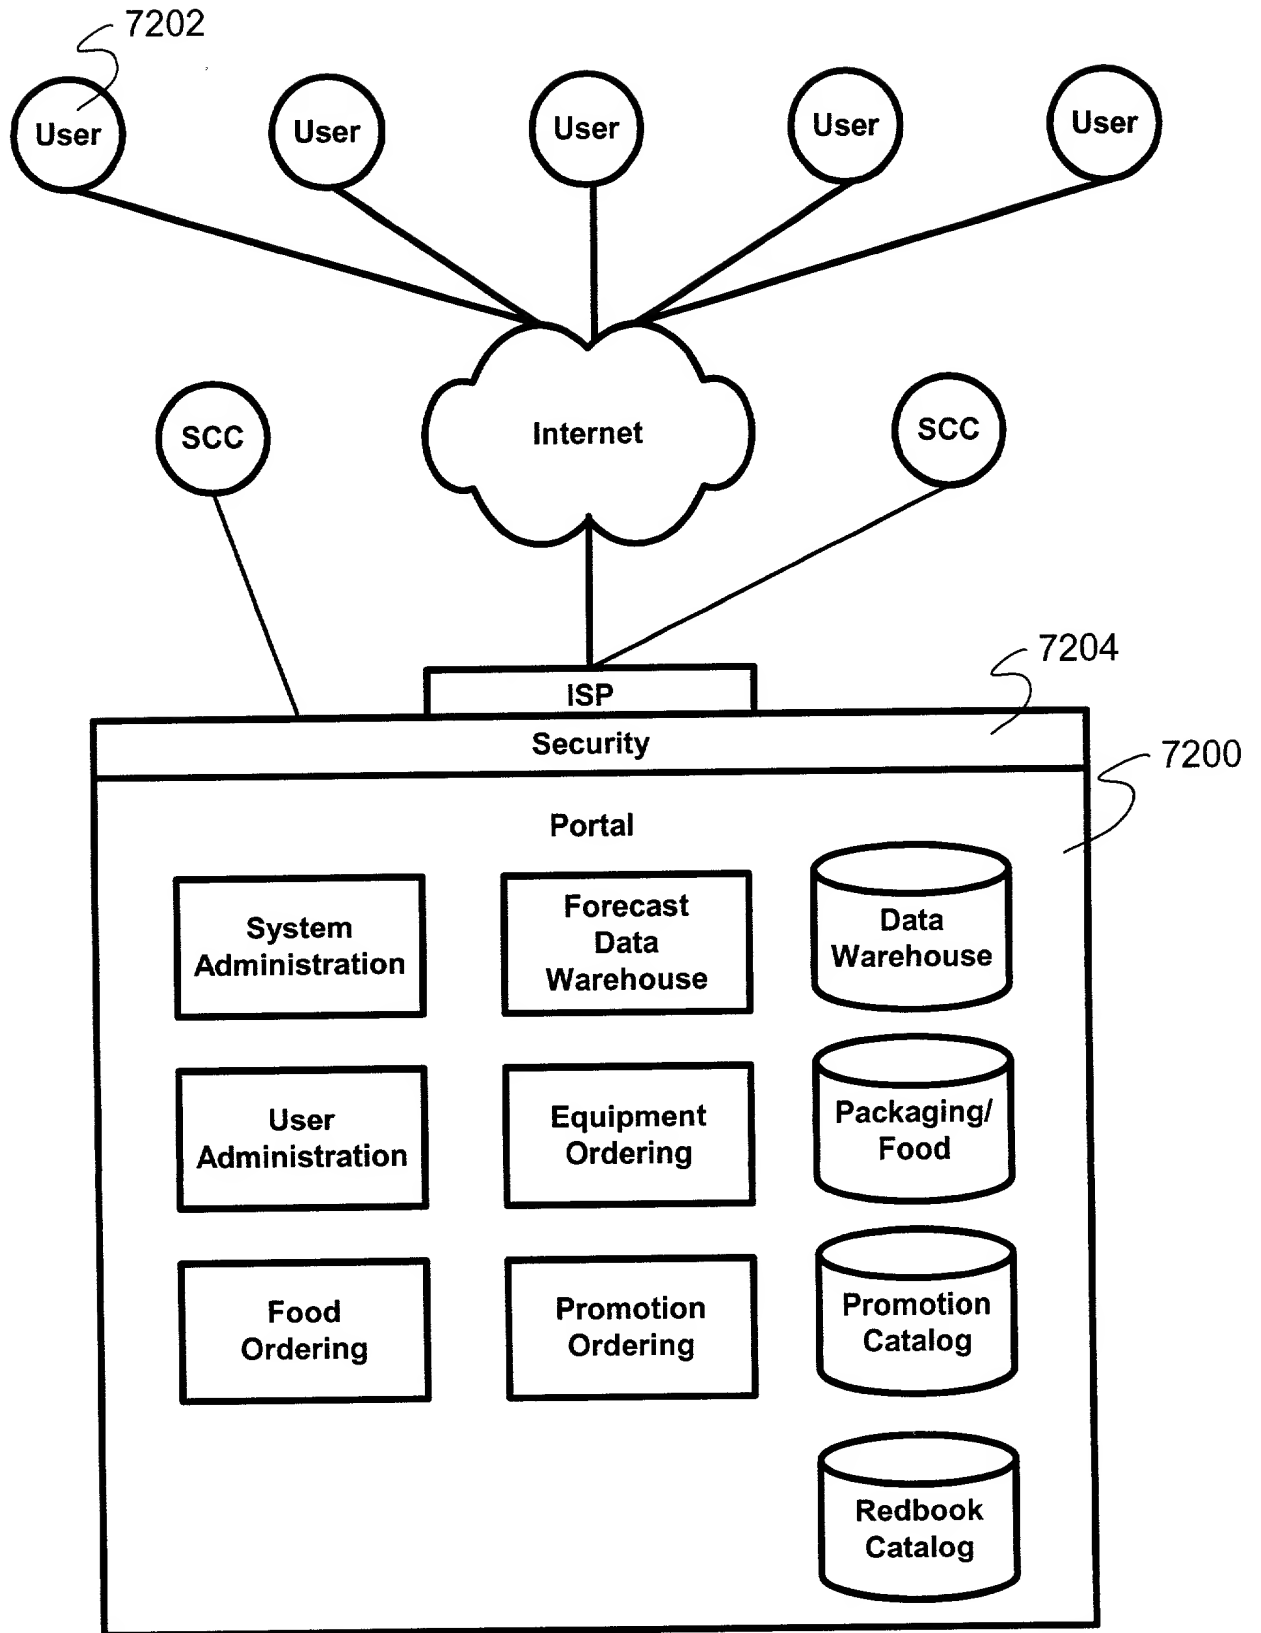 7202
User
User
User
User
User
SCC
Internet
SCC
7204
ISP
Security
7200
Portal
System
Administration
Forecast
Data
Warehouse
Data
Warehouse
User
Administration
Equipment
Ordering
Packaging/
Food
Food
Ordering
Promotion
Ordering
Promotion
Catalog
Redbook
Catalog